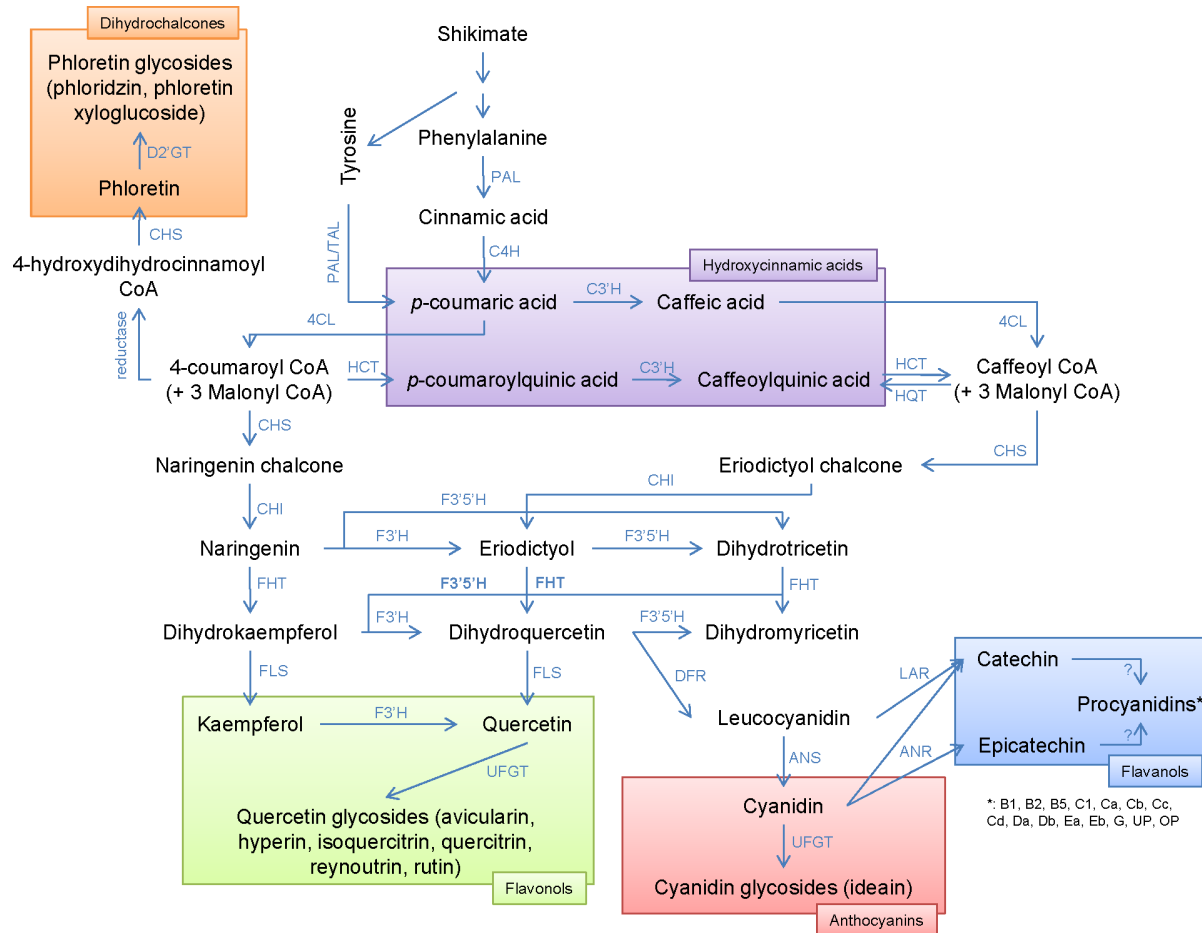 Dihydrochalcones
Phloretin glycosides
(phloridzin, phloretin
xyloglucoside)
D2'GT
Phloretin
CHS
4-hydroxydihydrocinnamoyl
CoA
reductase
Shikimate
Tyrosine
Phenylalanine
PAL
Cinnamic acid
PAL/TAL
C4H
Hydroxycinnamic acids
p-coumaric acid
C3'H
Caffeic acid
4CL
4CL
4-coumaroyl CoA
(+ 3 Malonyl CoA)
HCT
p-coumaroylquinic acid
C3'H
Caffeoylquinic acid
HCT
HQT
Caffeoyl CoA
(+ 3 Malonyl CoA)
CHS
CHS
Naringenin chalcone
Eriodictyol chalcone
CHI
CHI
F3'5'H
Naringenin
F3'H
Eriodictyol
F3'5'H
Dihydrotricetin
FHT
F3'5'H
FHT
FHT
Dihydrokaempferol
F3'H
Dihydroquercetin
F3'5'H
Dihydromyricetin
FLS
FLS
DFR
LAR
Catechin
?
Procyanidins*
Kaempferol
F3'H
Quercetin
Leucocyanidin
ANR
Epicatechin
?
Flavanols
UFGT
ANS
Quercetin glycosides (avicularin,
hyperin, isoquercitrin, quercitrin,
reynoutrin, rutin)
Flavonols
Cyanidin
UFGT
Cyanidin glycosides (ideain)
Anthocyanins
*: B1, B2, B5, C1, Ca, Cb, Cc,
Cd, Da, Db, Ea, Eb, G, UP, OP